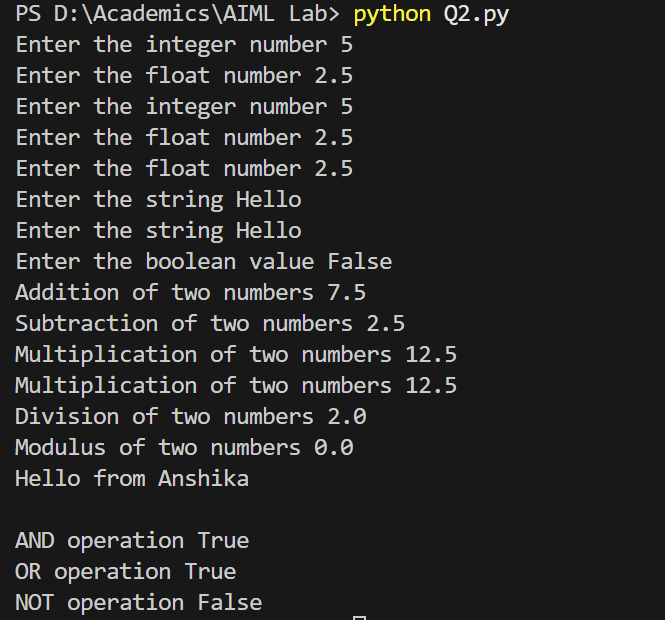 PS D:\Academics\AIML Lab> python Q2.py
Enter the integer number 5
Enter the float number 2.5
Enter the integer number 5
Enter the float number 2.5
Enter the float number 2.5
Enter the string Hello
Enter the string Hello
Enter the boolean value False
Addition of two numbers 7.5
Subtraction of two numbers 2.5
Multiplication of two numbers 12.5
Multiplication of two numbers 12.5
Division of two numbers 2.0
Modulus of two numbers 0.0
Hello from Anshika

AND operation True
OR operation True
NOT operation False